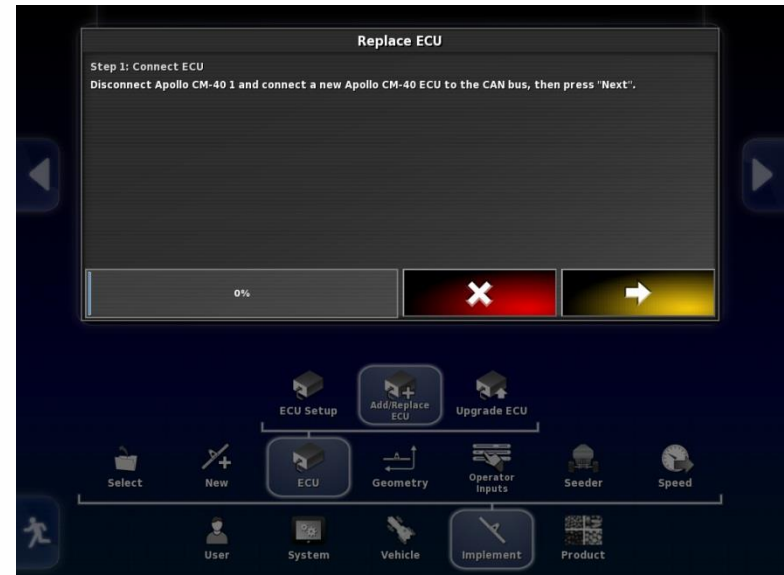 Replace ECU
Step 1: Connect ECU
Disconnect Apollo CM-40 1 and connect a new Apollo CM-40 ECU to the CAN bus, then press "Next".
0%
ECU Setup
Add/Replace
ECU
Upgrade ECU
Select
New
ECU
Geometry
Operator
Inputs
Seeder
Speed
User
System
Vehicle
Implement
Product